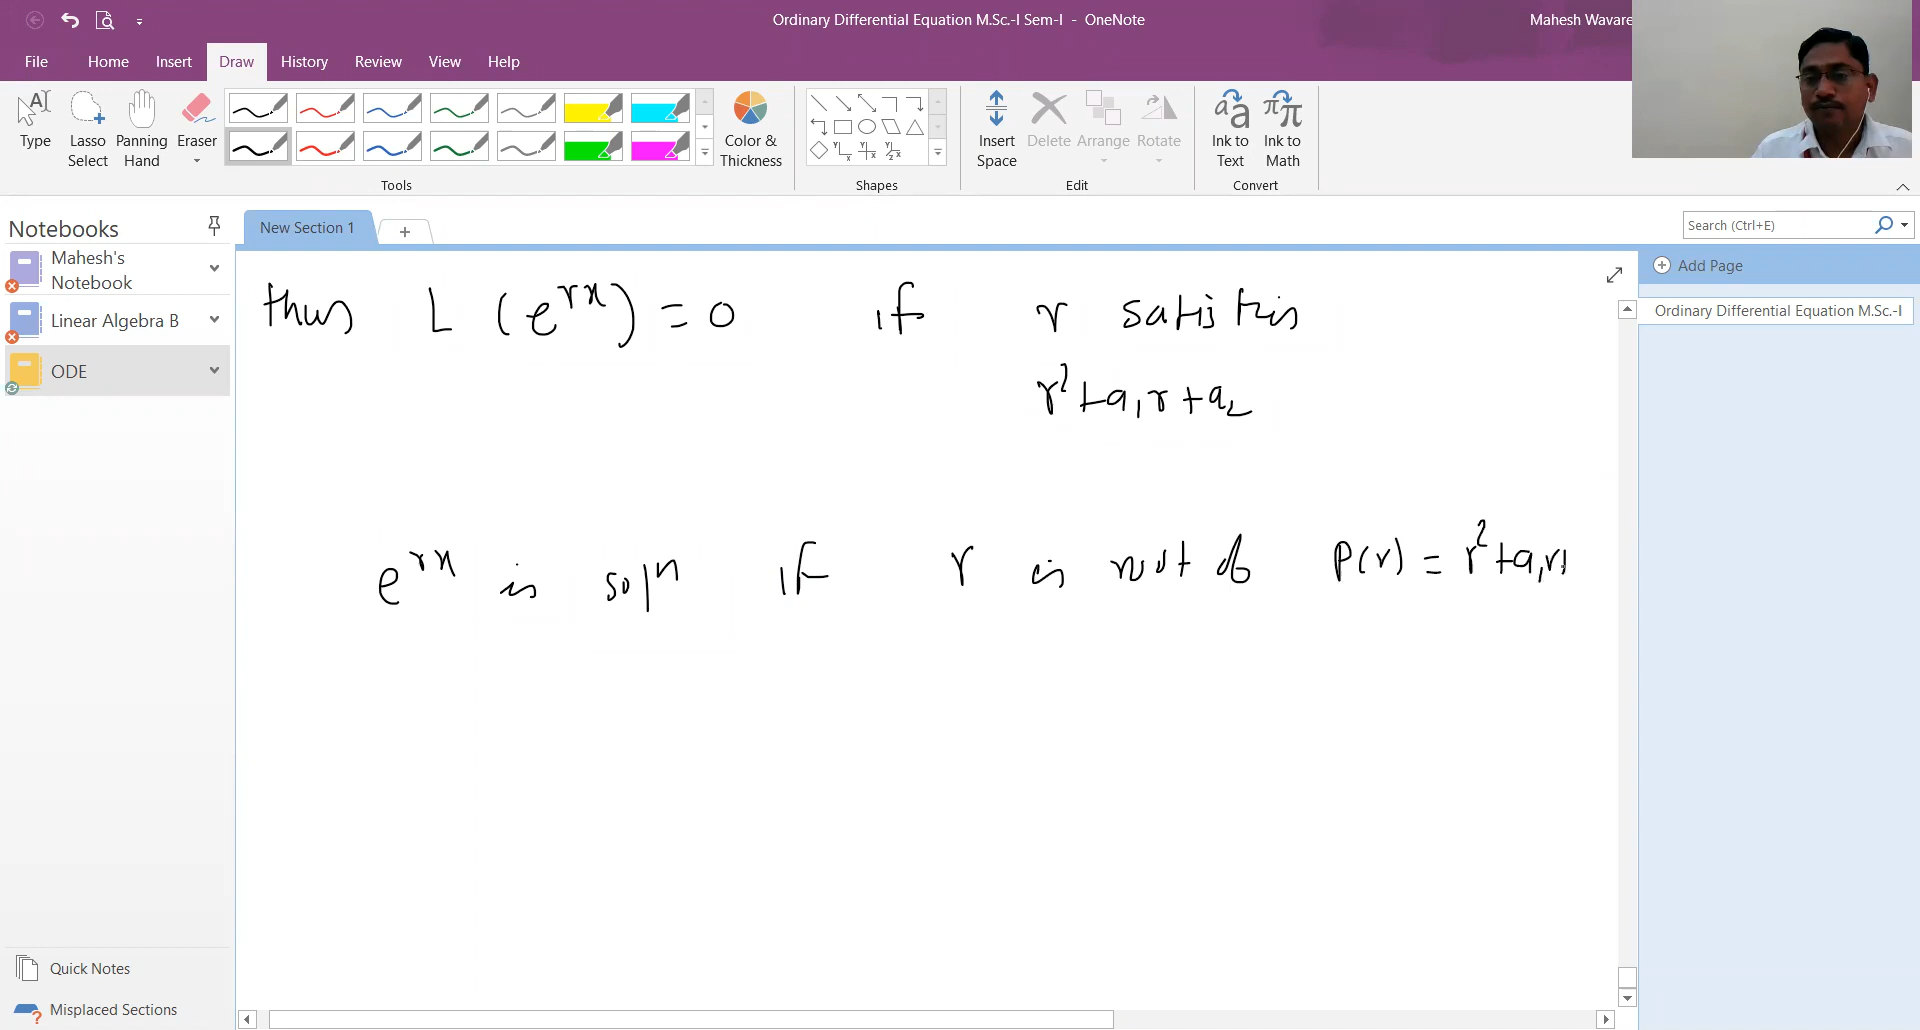 Ordinary Differential Equation M.Sc.-I Sem-I - OneNote
Mahesh Wavare
File Home Insert Draw History Review View Help
Type
Lasso Select
Panning Hand
Eraser
Color & Thickness
Insert Space
Delete
Arrange
Rotate
Ink to Text
Ink to Math
Tools
Shapes
Edit
Convert
Notebooks
New Section 1
+
Search (Ctrl+E)
Mahesh's Notebook
Linear Algebra B
ODE
Add Page
Ordinary Differential Equation M.Sc.-I
thus L (e^{rx}) = 0 if r satisfies
r² + a₁r + a₂
e^{rx} is solⁿ if r is root of P(r) = r² + a₁r
Quick Notes
Misplaced Sections